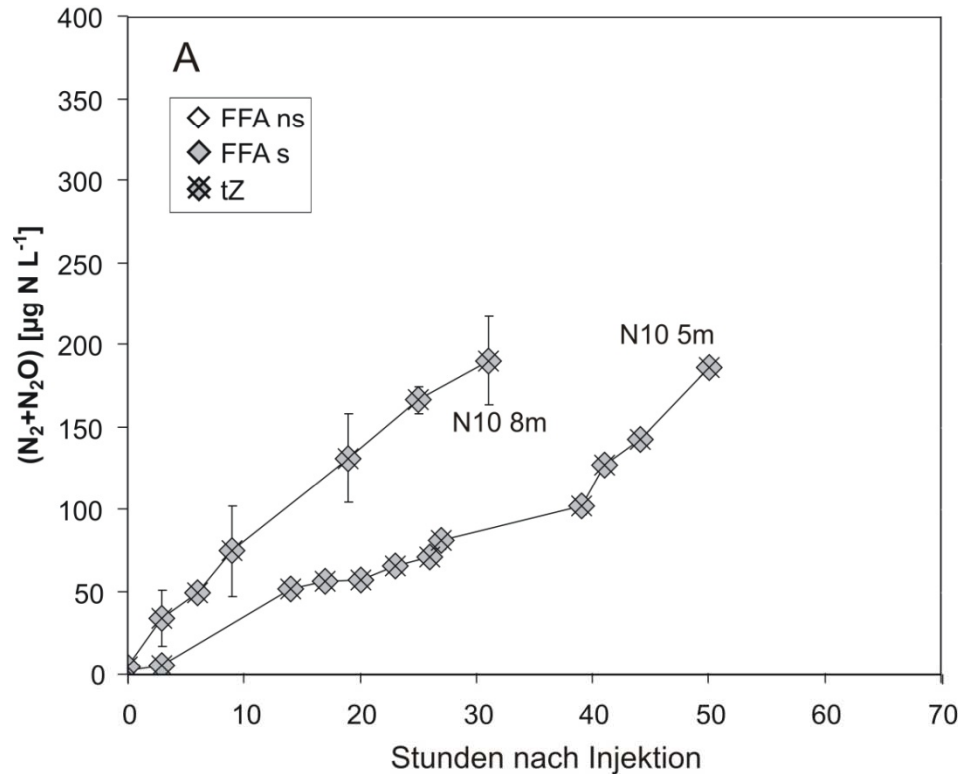 A
FFA ns
FFA s
tZ
400
350
300
250
200
150
100
50
0
(N₂+N₂O) [µg N L⁻¹]
N10 5m
N10 8m
0 10 20 30 40 50 60 70
Stunden nach Injektion